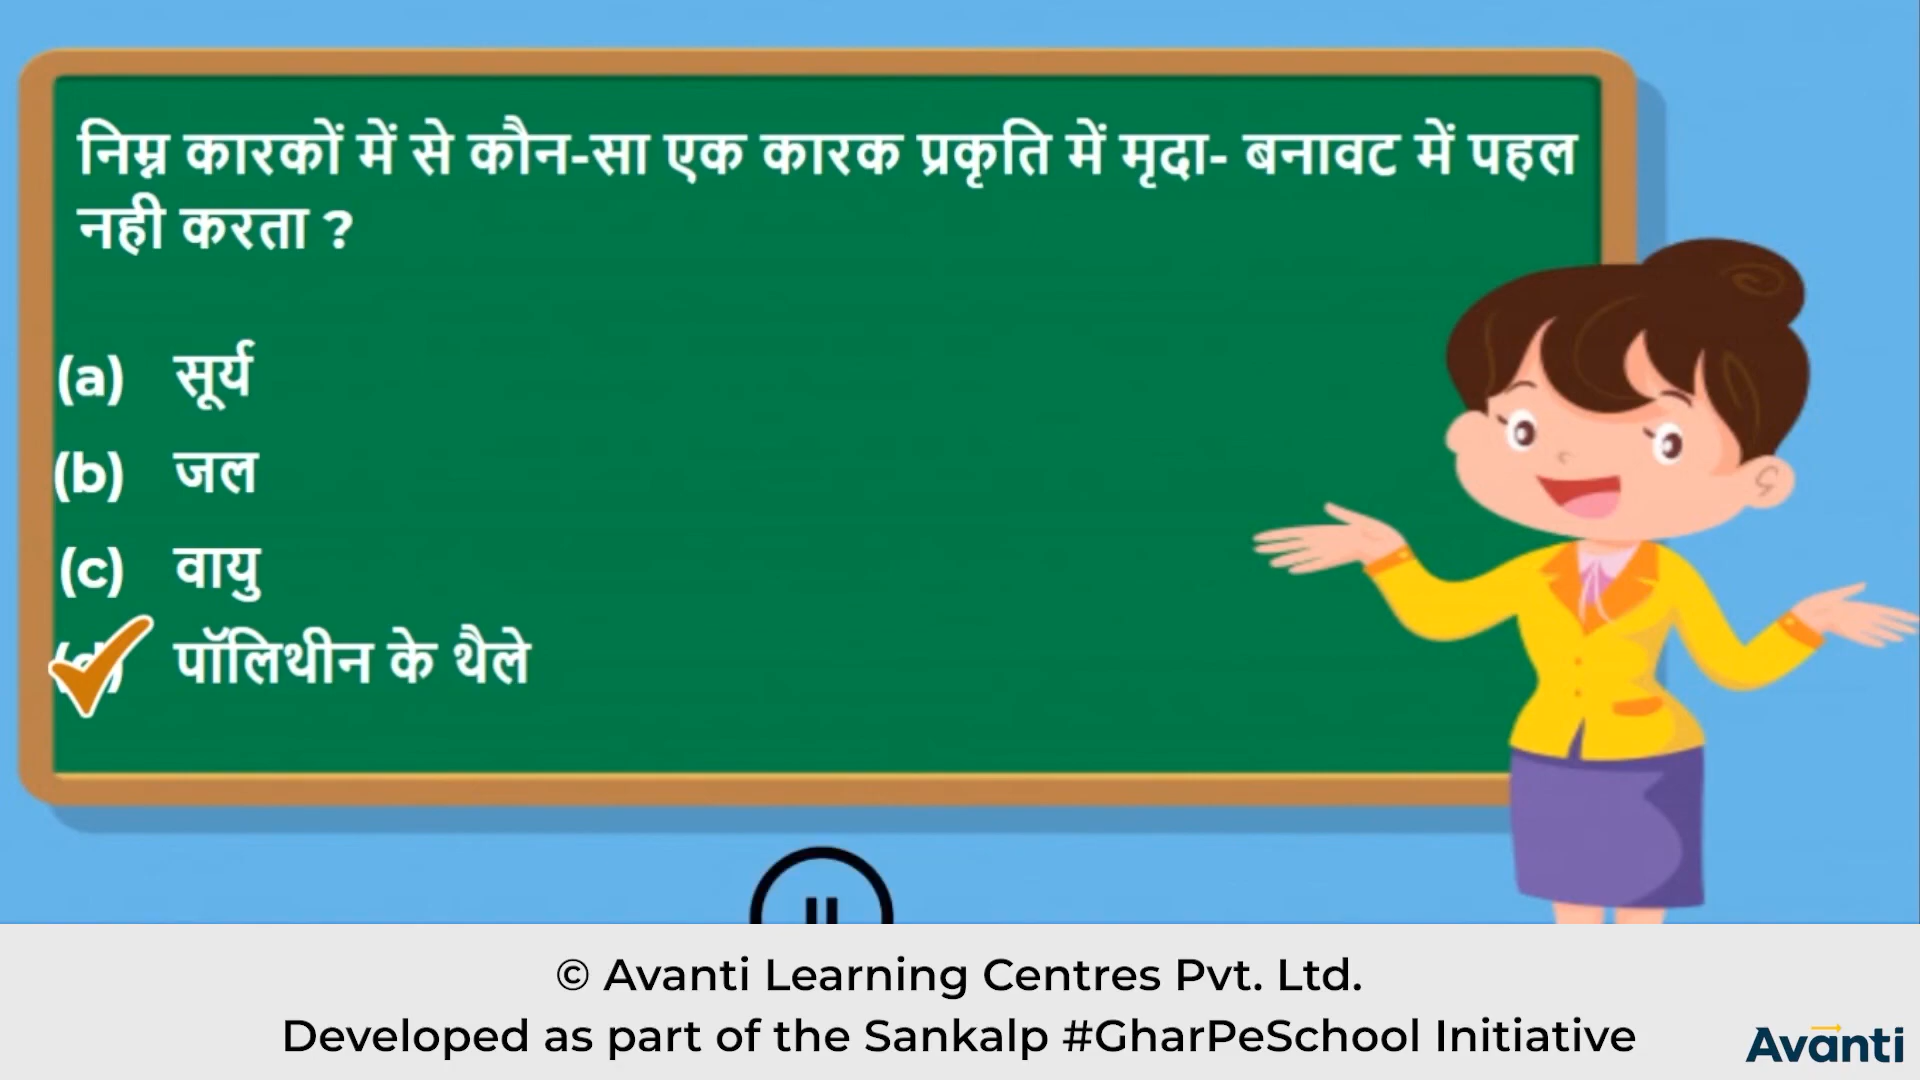 निम्न कारकों में से कौन-सा एक कारक प्रकृति में मृदा- बनावट में पहल
नही करता ?
(a) सूर्य
(b) जल
(c) वायु
(d) पॉलिथीन के थैले
© Avanti Learning Centres Pvt. Ltd.
Developed as part of the Sankalp #GharPeSchool Initiative
Avanti